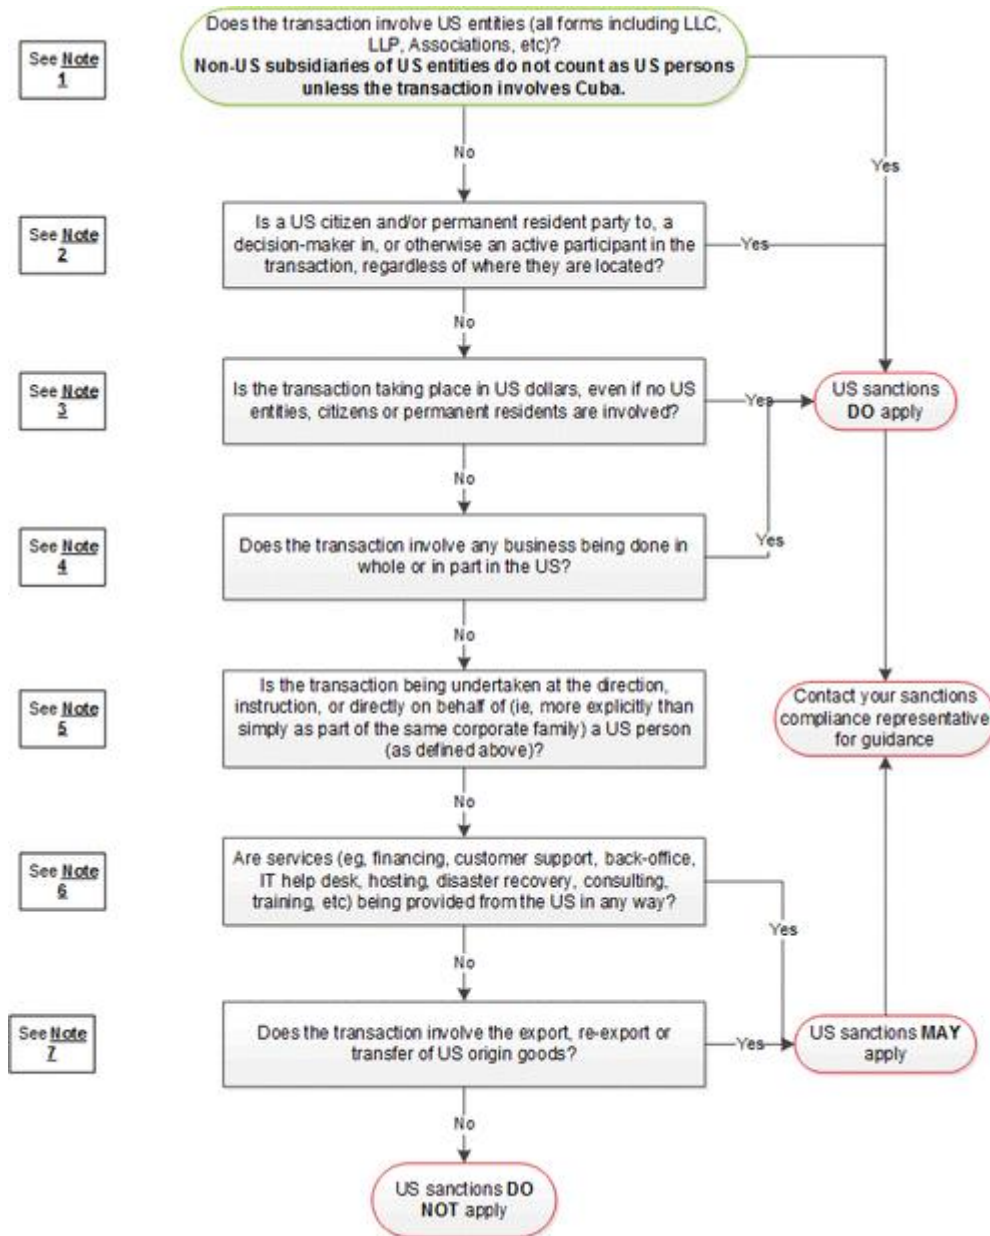 Does the transaction involve US entities (all forms including LLC,
LLP, Associations, etc)?
Non-US subsidiaries of US entities do not count as US persons
unless the transaction involves Cuba.
See Note
1
No
Yes
Is a US citizen and/or permanent resident party to, a
decision-maker in, or otherwise an active participant in the
transaction, regardless of where they are located?
See Note
2
Yes
No
Is the transaction taking place in US dollars, even if no US
entities, citizens or permanent residents are involved?
See Note
3
Yes
US sanctions
DO apply
No
Does the transaction involve any business being done in
whole or in part in the US?
See Note
4
Yes
No
Is the transaction being undertaken at the direction,
instruction, or directly on behalf of (ie, more explicitly than
simply as part of the same corporate family) a US person
(as defined above)?
See Note
5
Contact your sanctions
compliance representative
for guidance
No
Are services (eg, financing, customer support, back-office,
IT help desk, hosting, disaster recovery, consulting,
training, etc) being provided from the US in any way?
See Note
6
Yes
No
Does the transaction involve the export, re-export or
transfer of US origin goods?
See Note
7
Yes
US sanctions MAY
apply
No
US sanctions DO
NOT apply